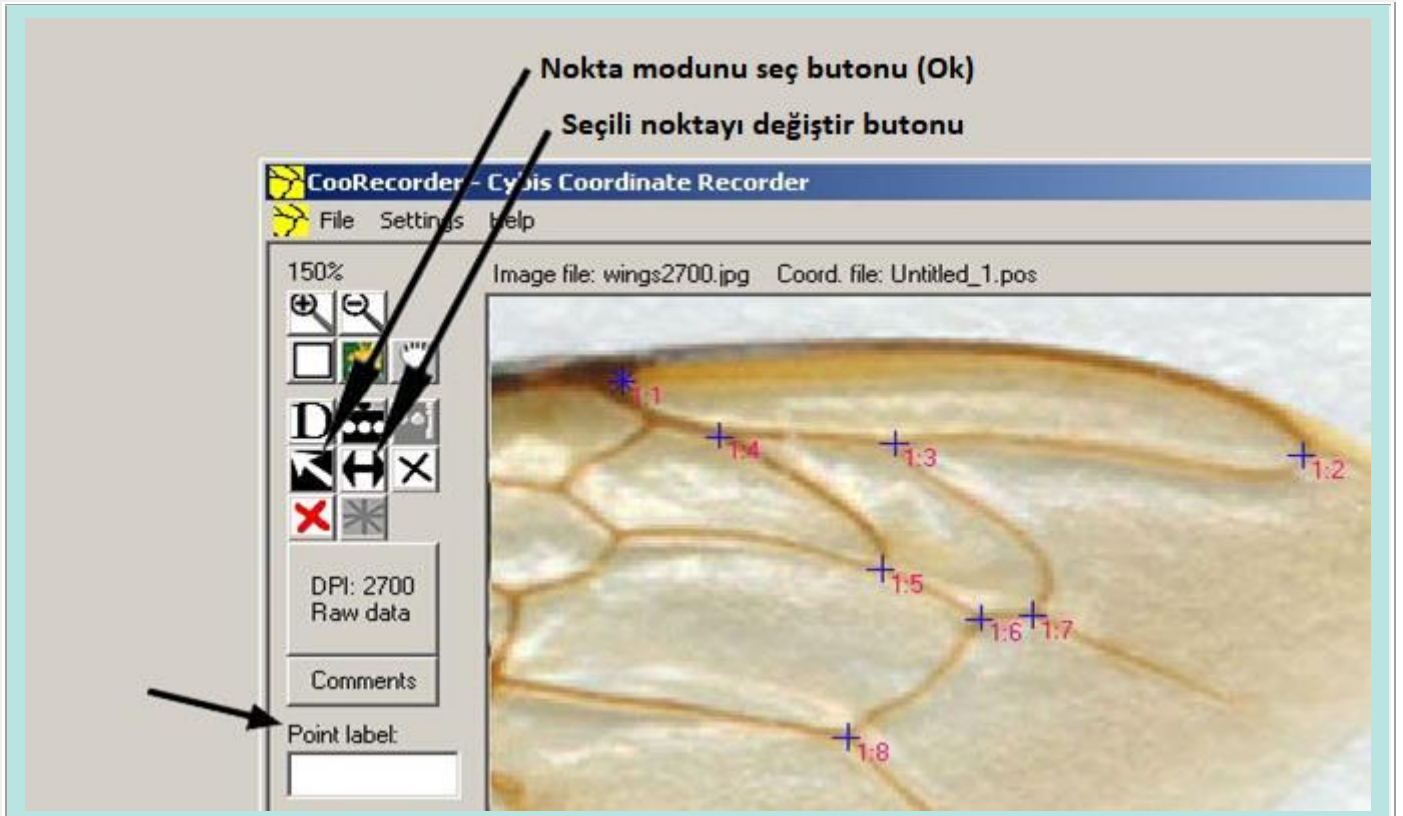 Nokta modunu seç butonu (Ok)
Seçili noktayı değiştir butonu
CooRecorder - Cybis Coordinate Recorder
File Settings Help
150%
Image file: wings2700.jpg Coord. file: Untitled_1.pos
D
1:1
1:4
1:3
1:2
1:5
1:6
1:7
DPI: 2700
Raw data
Comments
Point label:
1:8